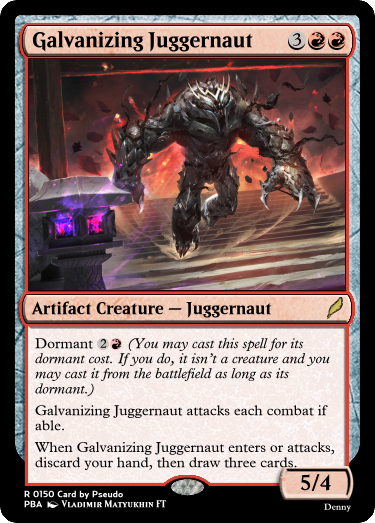 Galvanizing Juggernaut 3
Artifact Creature — Juggernaut
Dormant 2 (You may cast this spell for its
dormant cost. If you do, it isn't a creature and you
may cast it from the battlefield as long as its
dormant.)
Galvanizing Juggernaut attacks each combat if
able.
When Galvanizing Juggernaut enters or attacks,
discard your hand, then draw three cards.
5/4
R 0150 Card by Pseudo
PBA Vladimir Matyukhin FT
Denny